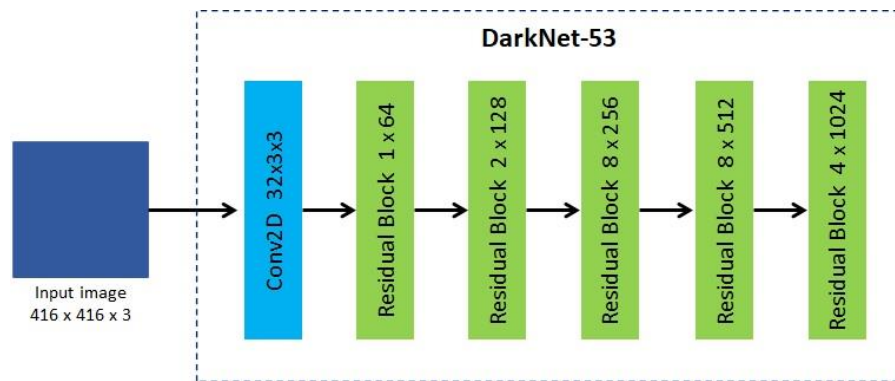 DarkNet-53
Input image
416 x 416 x 3
Conv2D 32x3x3
Residual Block 1 x 64
Residual Block 2 x 128
Residual Block 8 x 256
Residual Block 8 x 512
Residual Block 4 x 1024